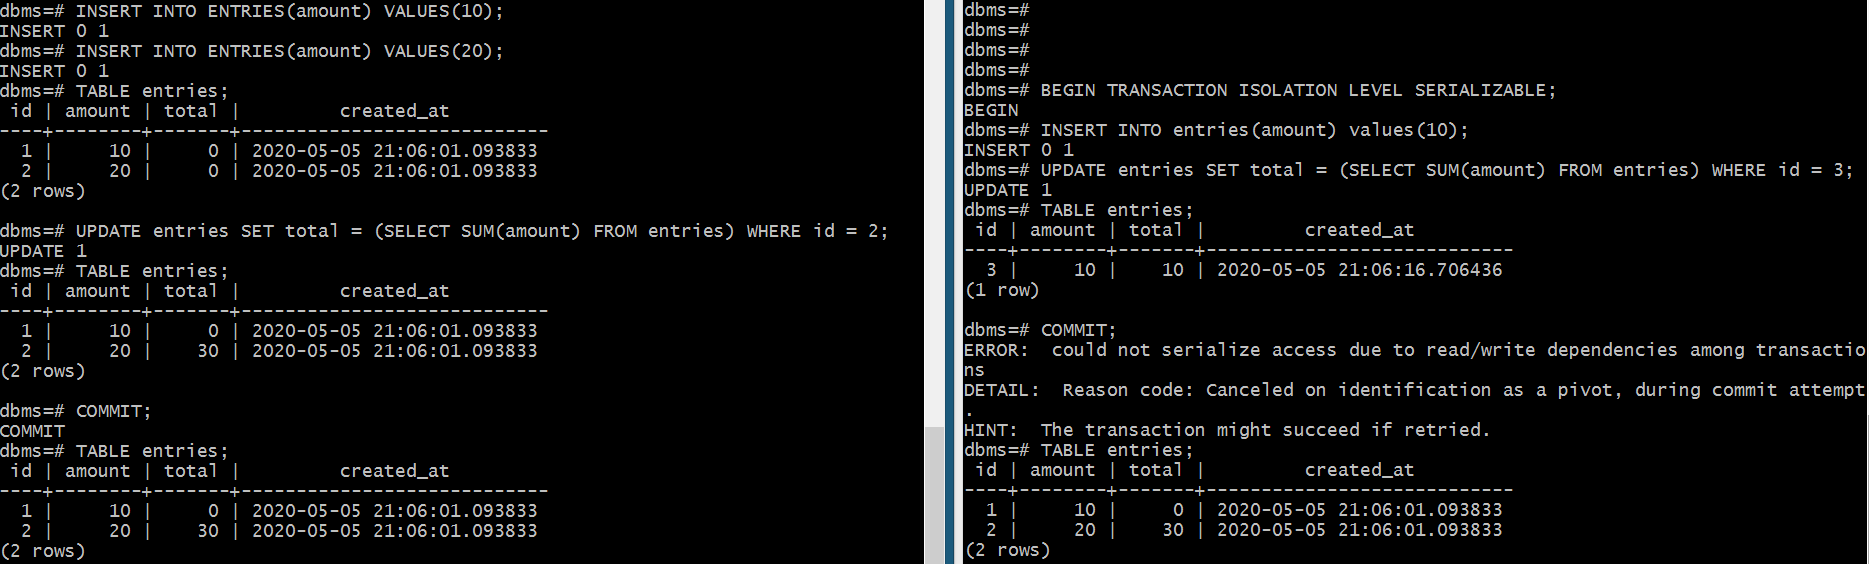 dbms=# INSERT INTO ENTRIES(amount) VALUES(10);
INSERT 0 1
dbms=# INSERT INTO ENTRIES(amount) VALUES(20);
INSERT 0 1
dbms=# TABLE entries;
 id | amount | total |         created_at
----+--------+-------+----------------------------
  1 |     10 |     0 | 2020-05-05 21:06:01.093833
  2 |     20 |     0 | 2020-05-05 21:06:01.093833
(2 rows)
dbms=# UPDATE entries SET total = (SELECT SUM(amount) FROM entries) WHERE id = 2;
UPDATE 1
dbms=# TABLE entries;
 id | amount | total |         created_at
----+--------+-------+----------------------------
  1 |     10 |     0 | 2020-05-05 21:06:01.093833
  2 |     20 |    30 | 2020-05-05 21:06:01.093833
(2 rows)
dbms=# COMMIT;
COMMIT
dbms=# TABLE entries;
 id | amount | total |         created_at
----+--------+-------+----------------------------
  1 |     10 |     0 | 2020-05-05 21:06:01.093833
  2 |     20 |    30 | 2020-05-05 21:06:01.093833
(2 rows)
dbms=#
dbms=#
dbms=#
dbms=#
dbms=# BEGIN TRANSACTION ISOLATION LEVEL SERIALIZABLE;
BEGIN
dbms=# INSERT INTO entries(amount) values(10);
INSERT 0 1
dbms=# UPDATE entries SET total = (SELECT SUM(amount) FROM entries) WHERE id = 3;
UPDATE 1
dbms=# TABLE entries;
 id | amount | total |         created_at
----+--------+-------+----------------------------
  3 |     10 |    10 | 2020-05-05 21:06:16.706436
(1 row)
dbms=# COMMIT;
ERROR:  could not serialize access due to read/write dependencies among transactio
ns
DETAIL:  Reason code: Canceled on identification as a pivot, during commit attempt
.
HINT:  The transaction might succeed if retried.
dbms=# TABLE entries;
 id | amount | total |         created_at
----+--------+-------+----------------------------
  1 |     10 |     0 | 2020-05-05 21:06:01.093833
  2 |     20 |    30 | 2020-05-05 21:06:01.093833
(2 rows)